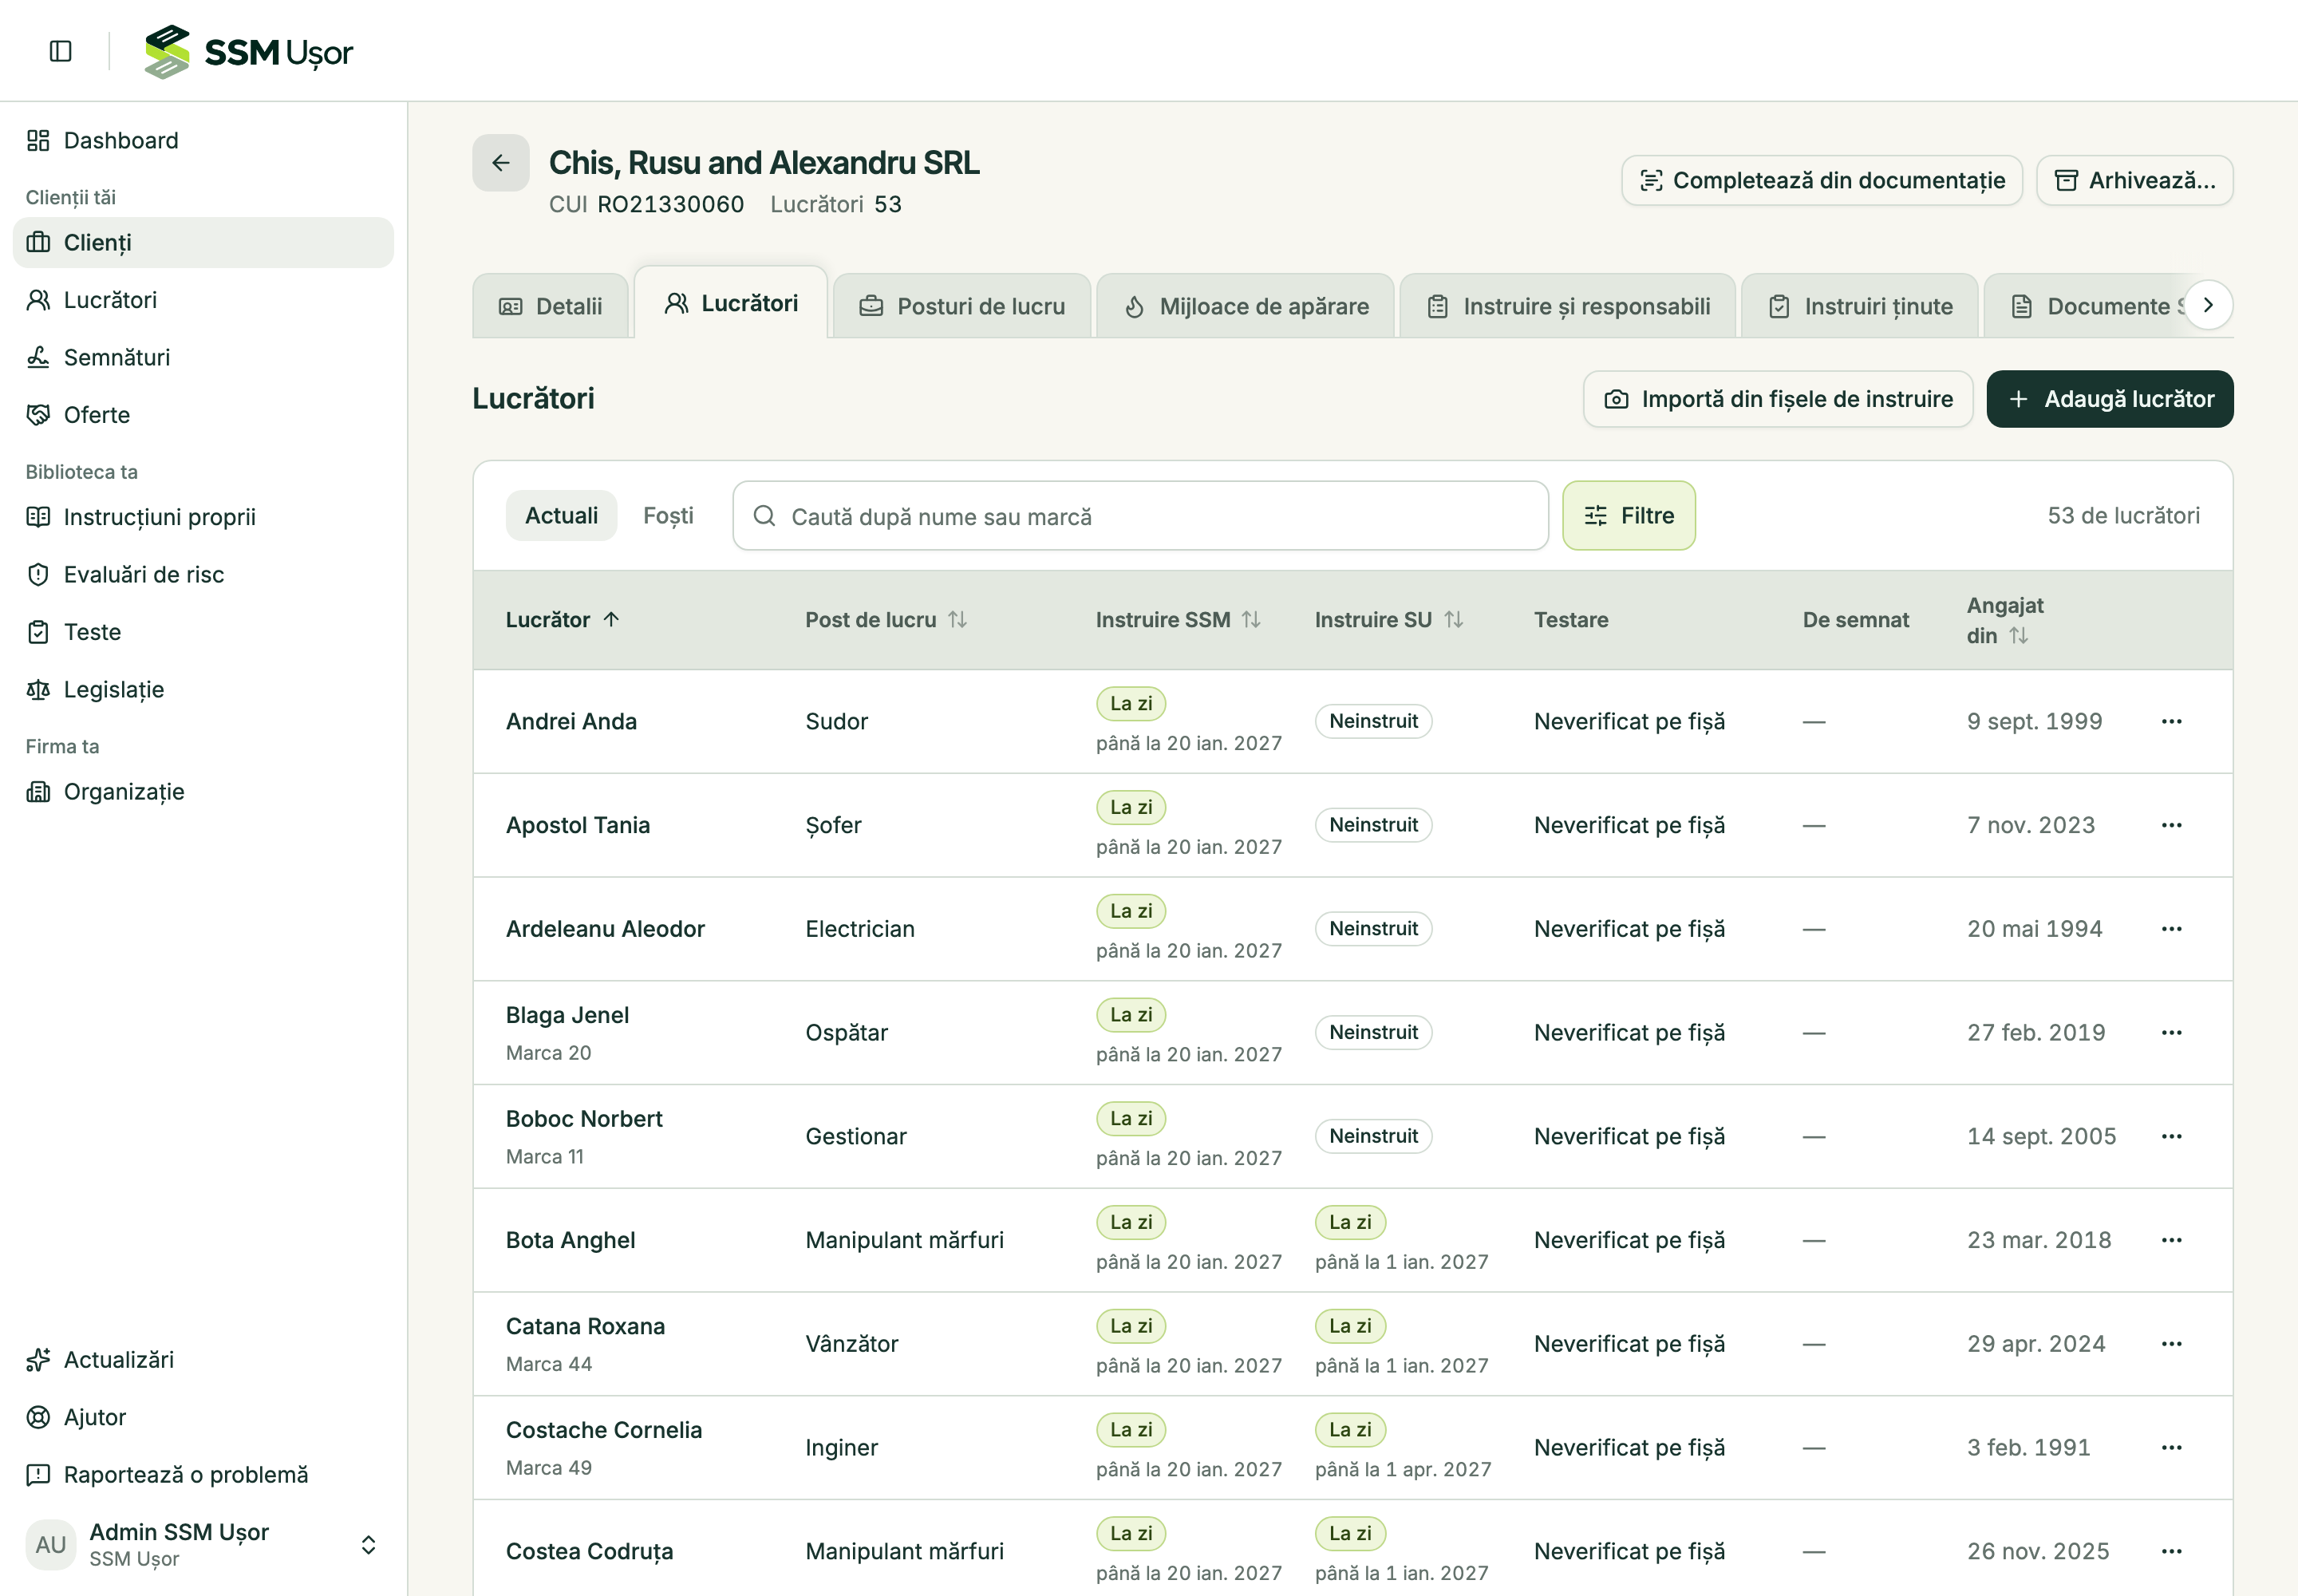 SSM Ușor
Dashboard
Clienții tăi
Clienți
Lucrători
Semnături
Oferte
Biblioteca ta
Instrucțiuni proprii
Evaluări de risc
Teste
Legislație
Firma ta
Organizație
Actualizări
Ajutor
Raportează o problemă
AU
Admin SSM Ușor
SSM Ușor
Chis, Rusu and Alexandru SRL
CUI RO21330060 Lucrători 53
Completează din documentație
Arhivează...
Detalii
Lucrători
Posturi de lucru
Mijloace de apărare
Instruire și responsabili
Instruiri ținute
Documente
Lucrători
Importă din fișele de instruire
Adaugă lucrător
Actuali
Foști
Caută după nume sau marcă
Filtre
53 de lucrători
Lucrător Post de lucru Instruire SSM Instruire SU Testare De semnat Angajat din
Andrei Anda Sudor La zi Neinstruit Neverificat pe fișă — 9 sept. 1999
până la 20 ian. 2027
Apostol Tania Șofer La zi Neinstruit Neverificat pe fișă — 7 nov. 2023
până la 20 ian. 2027
Ardeleanu Aleodor Electrician La zi Neinstruit Neverificat pe fișă — 20 mai 1994
până la 20 ian. 2027
Blaga Jenel Ospătar La zi Neinstruit Neverificat pe fișă — 27 feb. 2019
Marca 20 până la 20 ian. 2027
Boboc Norbert Gestionar La zi Neinstruit Neverificat pe fișă — 14 sept. 2005
Marca 11 până la 20 ian. 2027
Bota Anghel Manipulant mărfuri La zi La zi Neverificat pe fișă — 23 mar. 2018
până la 20 ian. 2027 până la 1 ian. 2027
Catana Roxana Vânzător La zi La zi Neverificat pe fișă — 29 apr. 2024
Marca 44 până la 20 ian. 2027 până la 1 ian. 2027
Costache Cornelia Inginer La zi La zi Neverificat pe fișă — 3 feb. 1991
Marca 49 până la 20 ian. 2027 până la 1 apr. 2027
Costea Codruța Manipulant mărfuri La zi La zi Neverificat pe fișă — 26 nov. 2025
până la 20 ian. 2027 până la 1 ian. 2027